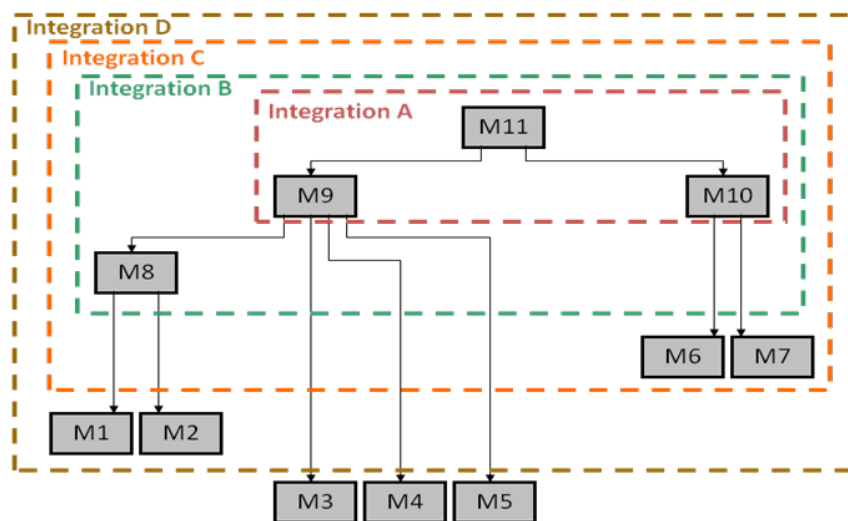 Integration D
Integration C
Integration B
Integration A
M11
M9
M10
M8
M6
M7
M1
M2
M3
M4
M5